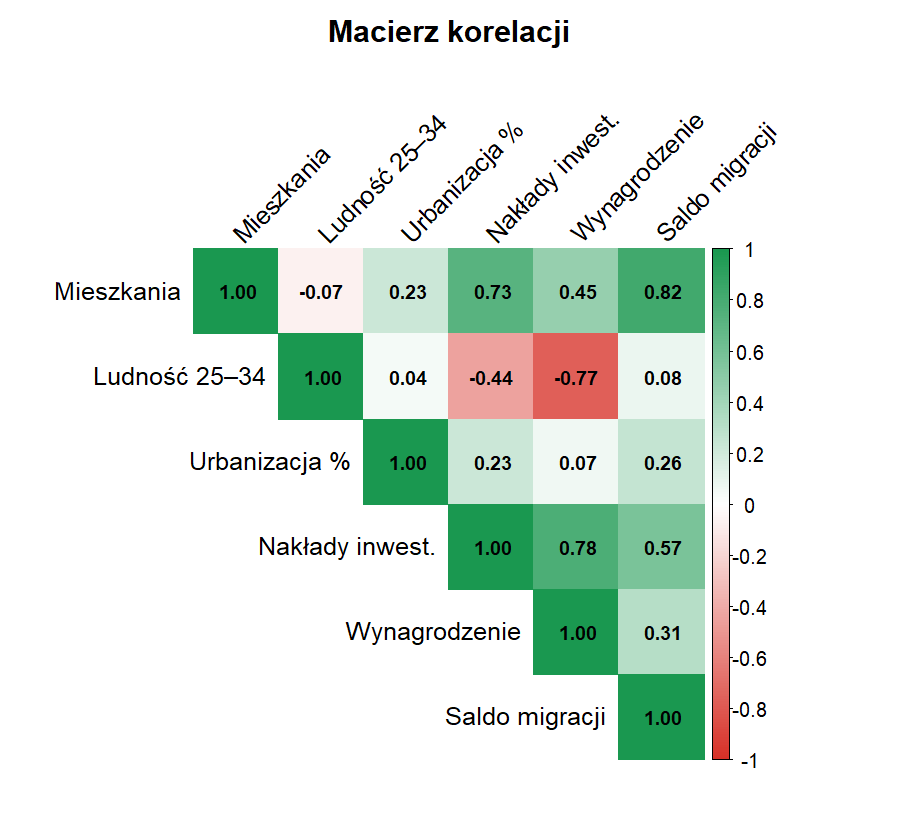 Macierz korelacji
Mieszkania
Ludność 25–34
Urbanizacja %
Nakłady inwest.
Wynagrodzenie
Saldo migracji
Mieszkania 1.00 -0.07 0.23 0.73 0.45 0.82
Ludność 25–34 1.00 0.04 -0.44 -0.77 0.08
Urbanizacja % 1.00 0.23 0.07 0.26
Nakłady inwest. 1.00 0.78 0.57
Wynagrodzenie 1.00 0.31
Saldo migracji 1.00
1
0.8
0.6
0.4
0.2
0
-0.2
-0.4
-0.6
-0.8
-1